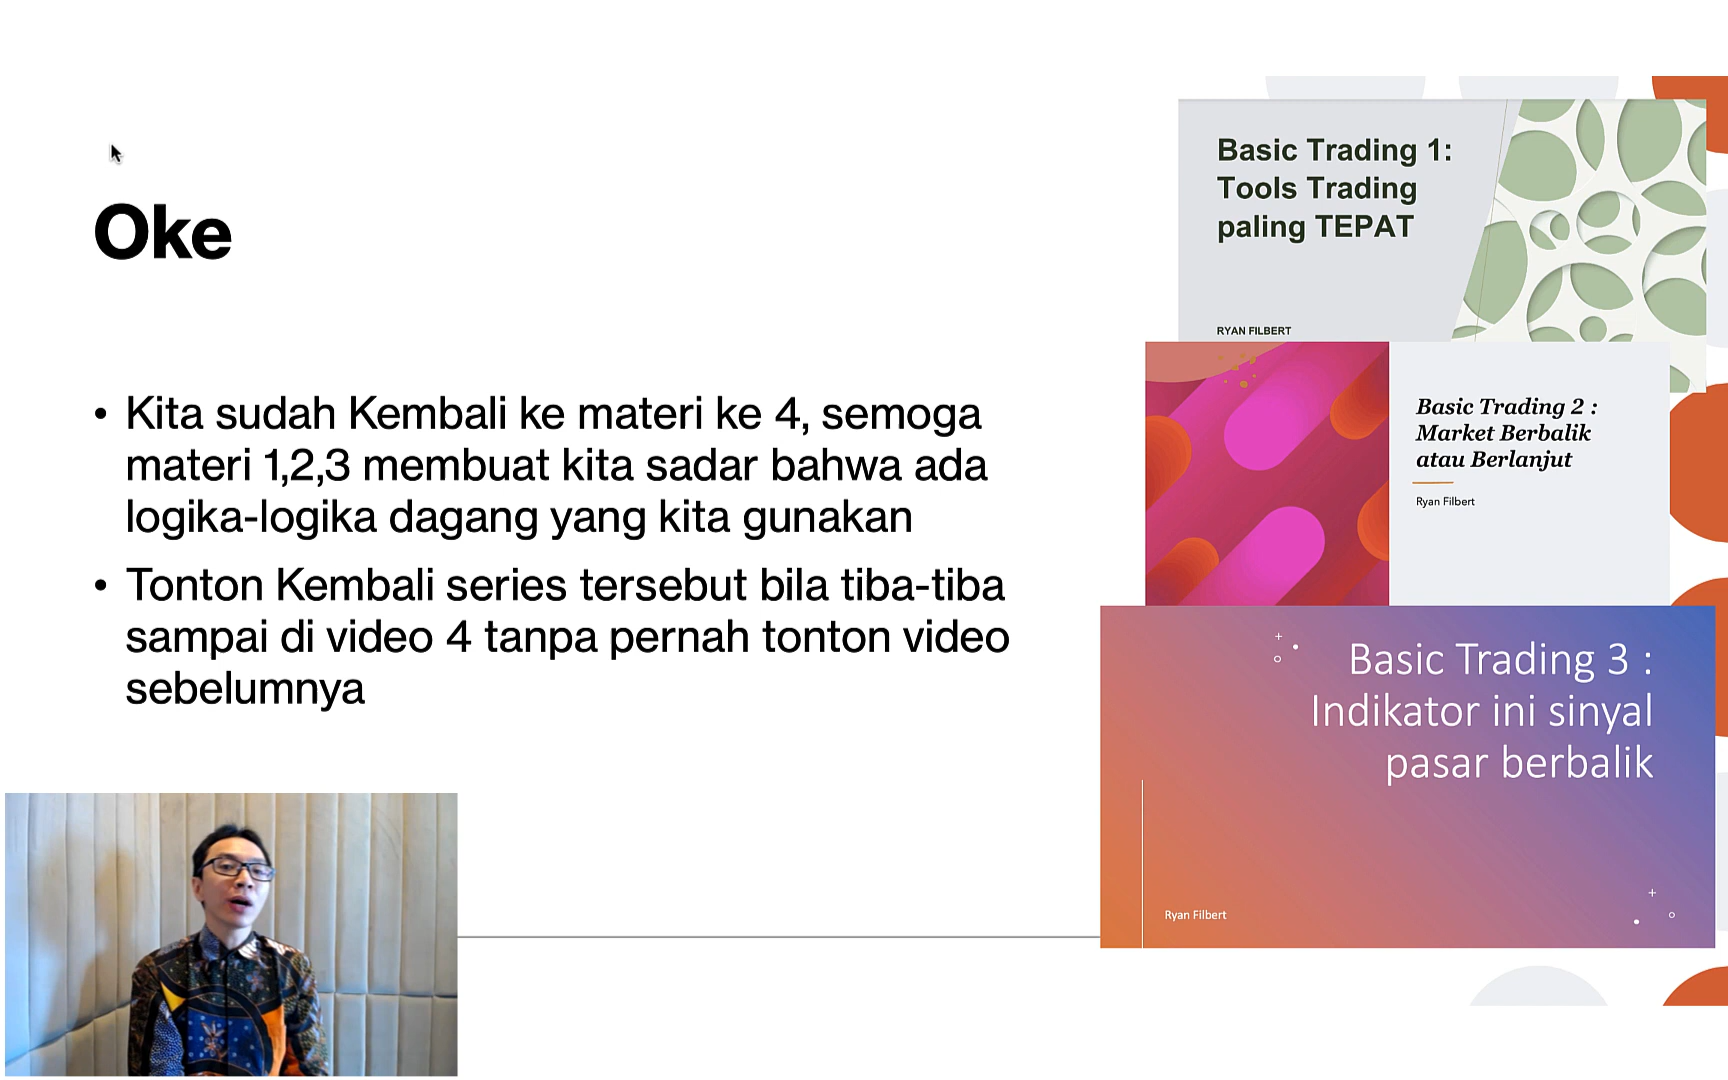 Oke
• Kita sudah Kembali ke materi ke 4, semoga
materi 1,2,3 membuat kita sadar bahwa ada
logika-logika dagang yang kita gunakan
• Tonton Kembali series tersebut bila tiba-tiba
sampai di video 4 tanpa pernah tonton video
sebelumnya
Basic Trading 1:
Tools Trading
paling TEPAT
RYAN FILBERT
Basic Trading 2 :
Market Berbalik
atau Berlanjut
Ryan Filbert
Basic Trading 3 :
Indikator ini sinyal
pasar berbalik
Ryan Filbert